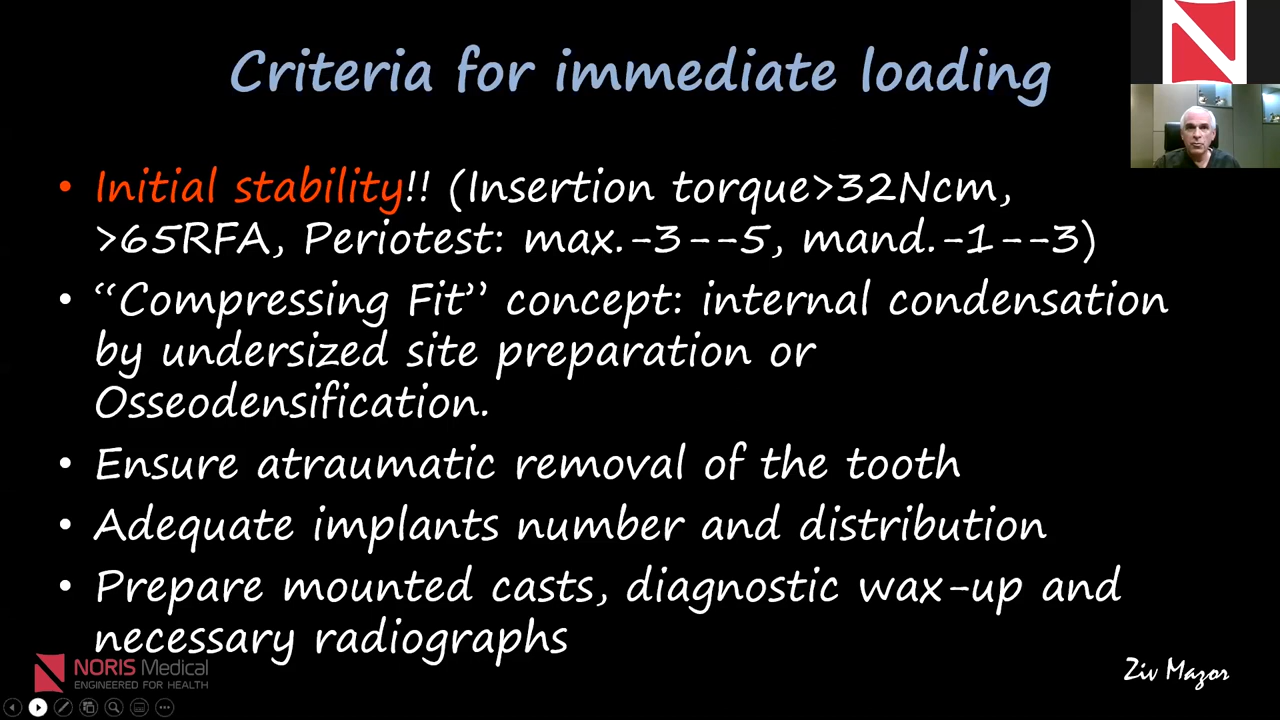 Criteria for immediate loading
• Initial stability!! (Insertion torque>32Ncm,
>65RFA, Periotest: max.-3--5, mand.-1--3)
• “Compressing Fit” concept: internal condensation
by undersized site preparation or
Osseodensification.
• Ensure atraumatic removal of the tooth
• Adequate implants number and distribution
• Prepare mounted casts, diagnostic wax-up and
necessary radiographs
NORIS Medical
ENGINEERED FOR HEALTH
Ziv Mazor